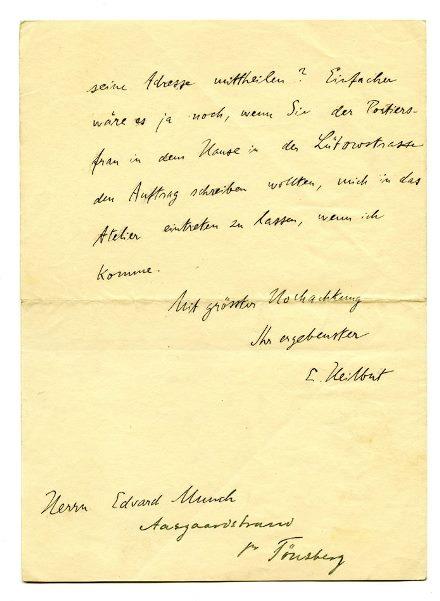 seine Adresse mittheilen? Einfacher
wäre es ja noch, wenn Sie der Portiers-
frau in dem Hause in der Lützowstrasse
den Auftrag schreiben wollten, mich in das
Atelier eintreten zu lassen, wenn ich
komme.
Mit grösster Hochachtung
Ihr ergebenster
E. Heilbut
Herrn Edvard Munch
Aasgaardstrand
pr Tönsberg